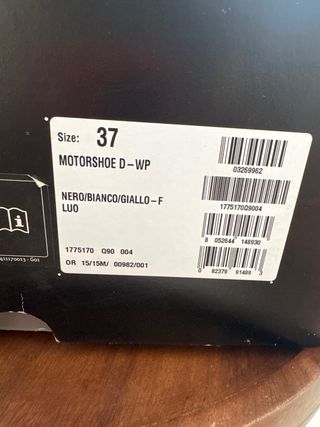 Size: 37
MOTORSHOE D-WP
03269962
1775170Q9004
NERO/BIANCO/GIALLO-F
LUO
8 052644 148930
1775170 Q90 004
0 82379 91489 3
OR 15/15M/ 00982/001